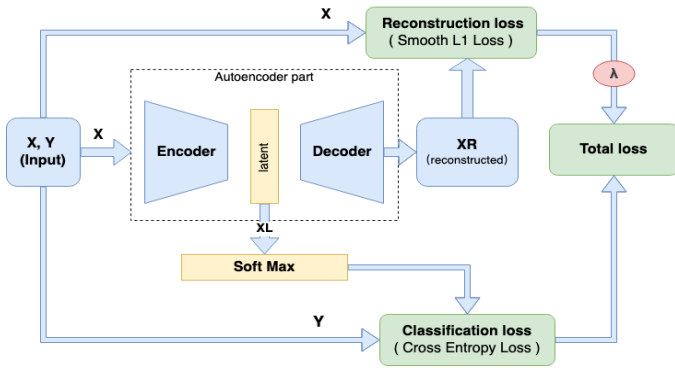 X
Reconstruction loss
( Smooth L1 Loss )
λ
Autoencoder part
X, Y
(Input)
X
Encoder
latent
Decoder
XR
(reconstructed)
Total loss
XL
Soft Max
Y
Classification loss
( Cross Entropy Loss )